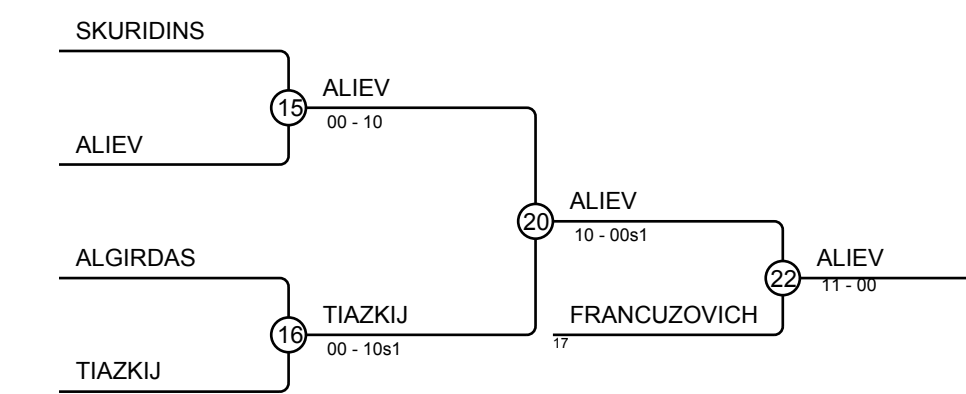 SKURIDINS
15
ALIEV
00 - 10
ALIEV
20
ALIEV
10 - 00s1
ALGIRDAS
22
ALIEV
11 - 00
16
TIAZKIJ
00 - 10s1
FRANCUZOVICH
17
TIAZKIJ